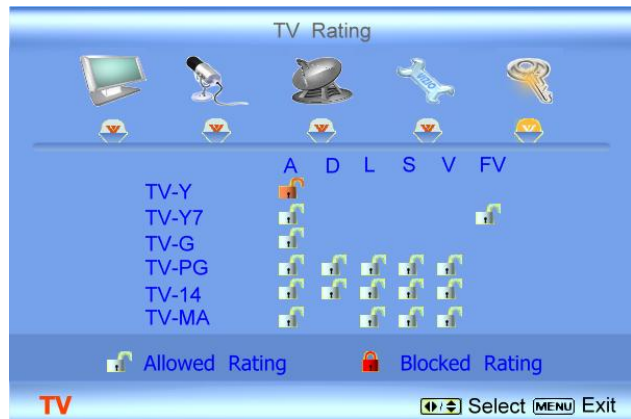 TV Rating
VIZIO
A D L S V FV
TV-Y
TV-Y7
TV-G
TV-PG
TV-14
TV-MA
Allowed Rating Blocked Rating
TV Select MENU Exit